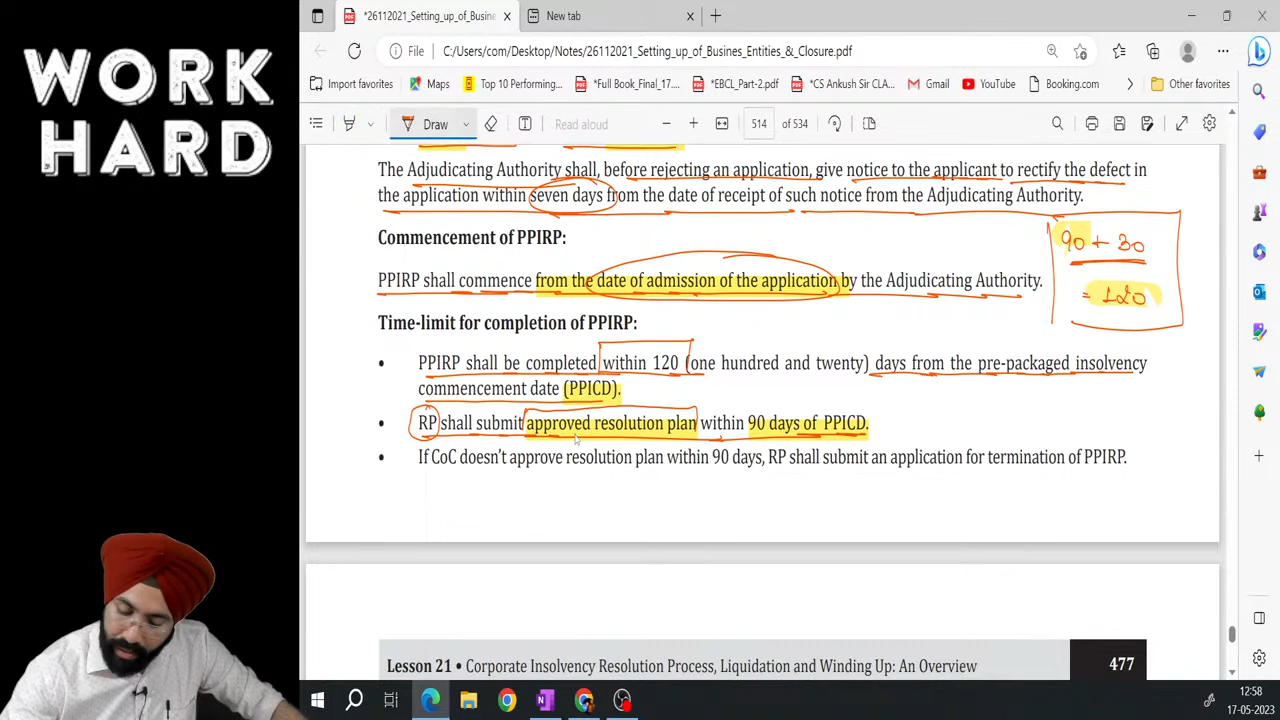 WORK
HARD
*26112021_Setting_up_of_Busine
New tab
File
C:/Users/com/Desktop/Notes/26112021_Setting_up_of_Busines_Entities_&_Closure.pdf
Import favorites
Maps
Top 10 Performing...
*Full Book_Final_17....
*EBCL_Part-2.pdf
*CS Ankush Sir CLA...
Gmail
YouTube
Booking.com
Other favorites
Draw
Read aloud
514
of 534
The Adjudicating Authority shall, before rejecting an application, give notice to the applicant to rectify the defect in
the application within seven days from the date of receipt of such notice from the Adjudicating Authority.
Commencement of PPIRP:
90 + 30
PPIRP shall commence from the date of admission of the application by the Adjudicating Authority.
= 120
Time-limit for completion of PPIRP:
• PPIRP shall be completed within 120 (one hundred and twenty) days from the pre-packaged insolvency
commencement date (PPICD).
• RP shall submit approved resolution plan within 90 days of PPICD.
• If CoC doesn't approve resolution plan within 90 days, RP shall submit an application for termination of PPIRP.
Lesson 21 • Corporate Insolvency Resolution Process, Liquidation and Winding Up: An Overview
477
12:58
17-05-2023